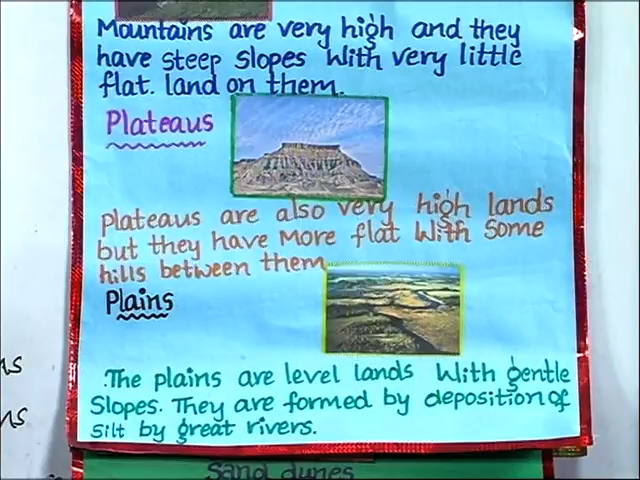 Mountains are very high and they
have steep slopes With very little
flat. land on them.
Plateaus
Plateaus are also very high lands
but they have More flat With Some
hills between them
Plains
The plains are level lands With gentle
Slopes. They are formed by deposition of
silt by great rivers.
Sand dunes